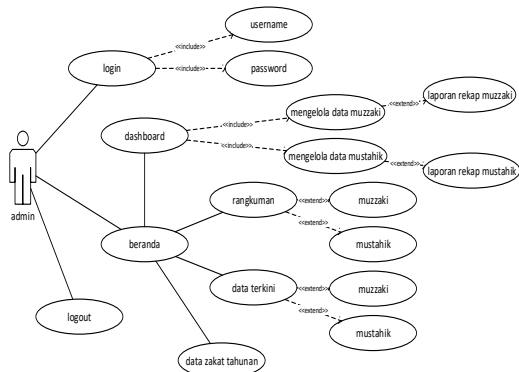 username
<<include>>
login
<<include>>
password
laporan rekap muzzaki
mengelola data muzzaki
<<extend>>
dashboard
<<include>>
<<include>>
mengelola data mustahik
<<extend>>
laporan rekap mustahik
admin
rangkuman
<<extend>>
muzzaki
<<extend>>
beranda
mustahik
data terkini
<<extend>>
muzzaki
<<extend>>
logout
mustahik
data zakat tahunan